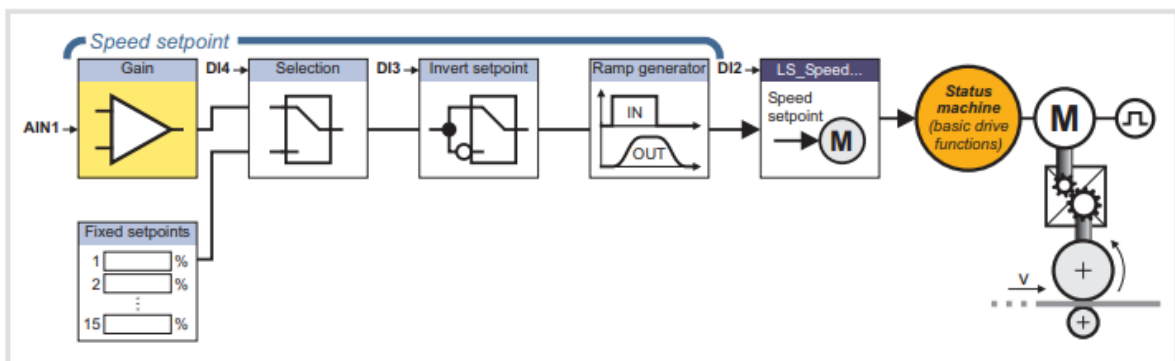 Speed setpoint
Gain
DI4
Selection
DI3
Invert setpoint
Ramp generator
DI2
LS_Speed...
AIN1
IN
OUT
Speed
setpoint
M
Status
machine
(basic drive
functions)
M
Fixed setpoints
1 %
2 %
15 %
v